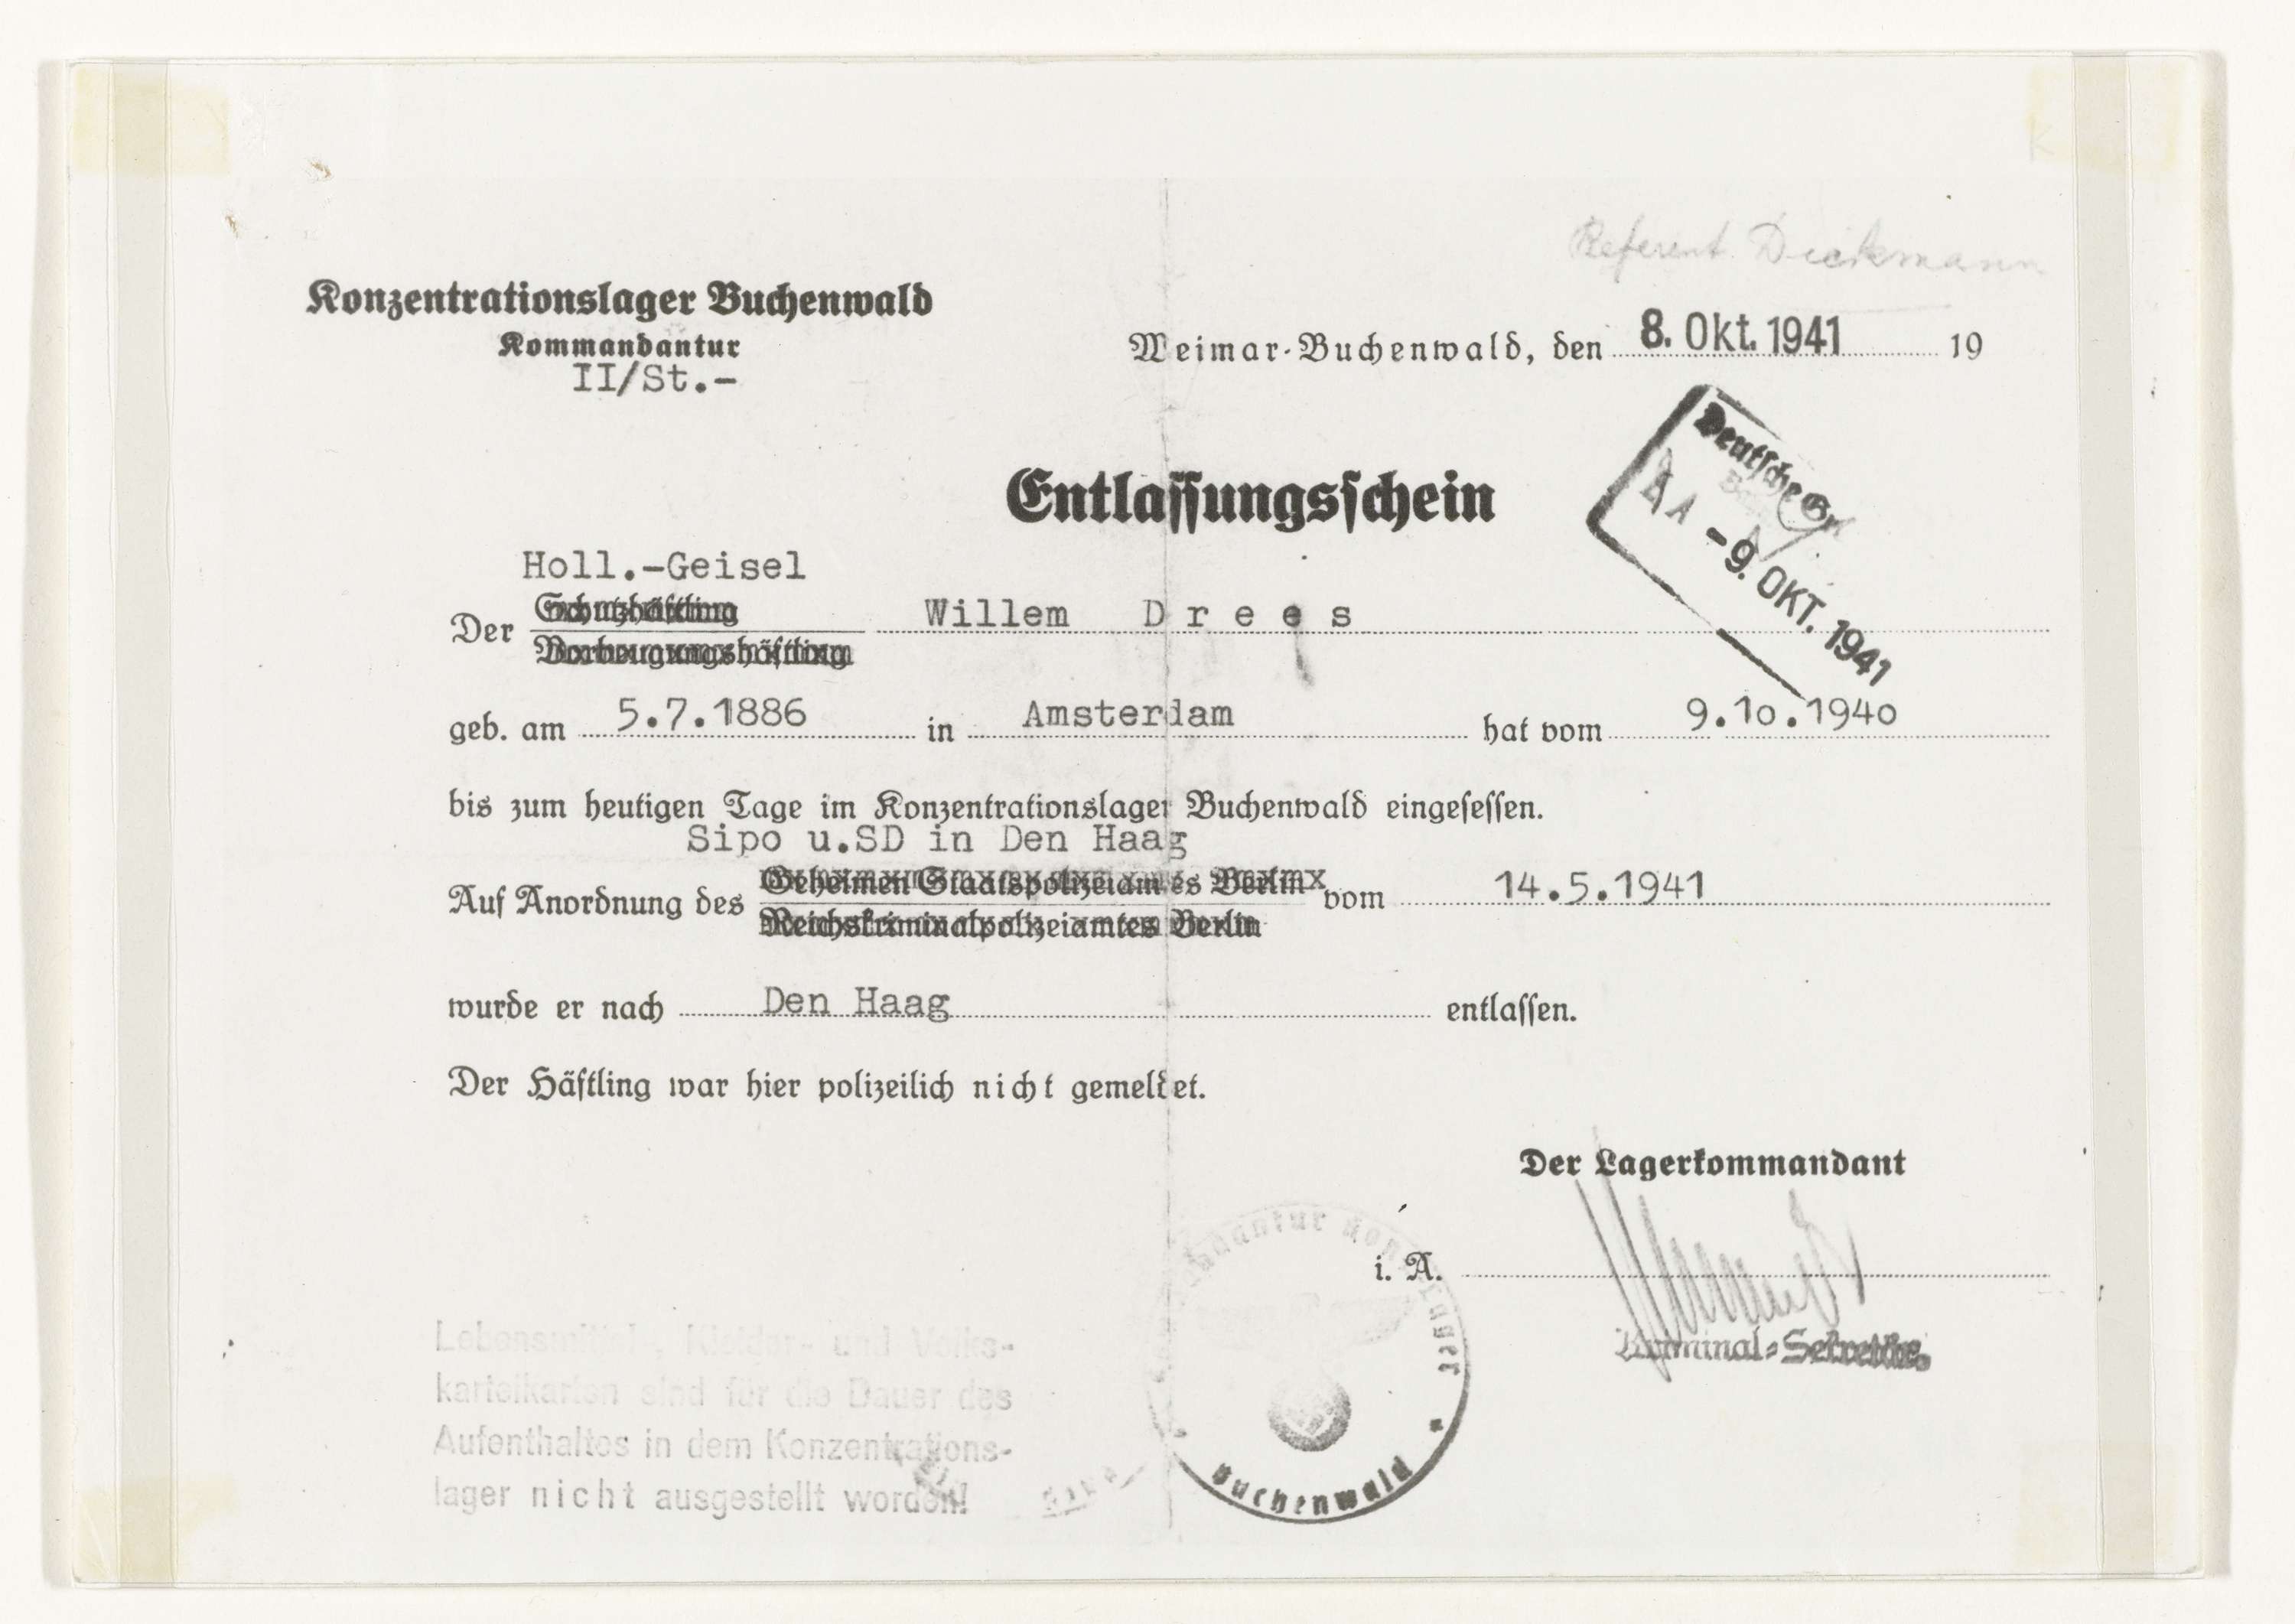 Referent. Dickmann
Konzentrationslager Buchenwald
Kommandantur
II/St.-
Weimar-Buchenwald, den 8. Okt. 1941 19
Deutsche
-9. OKT. 1941
Entlassungsschein
Holl.-Geisel
Der Schutzhäftling Willem Drees
Vorbeugungshäftling
geb. am 5.7.1886 in Amsterdam hat vom 9.10.1940
bis zum heutigen Tage im Konzentrationslager Buchenwald eingesessen.
Sipo u.SD in Den Haag
Auf Anordnung des Geheimen Staatspolizeiamtes Berlin vom 14.5.1941
Reichskriminalpolizeiamtes Berlin
wurde er nach Den Haag entlassen.
Der Häftling war hier polizeilich nicht gemeldet.
Der Lagerkommandant
i. A.
Kriminal-Sekretär
Lebensmittel-, Kleider- und Volks-
karteikarten sind für die Dauer des
Aufenthaltes in dem Konzentrations-
lager nicht ausgestellt worden!
Buchenwald